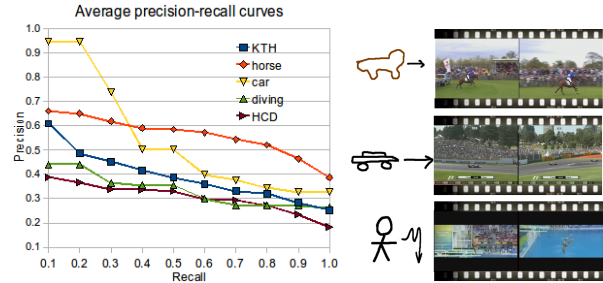 Average precision-recall curves
1.0
0.9
0.8
0.7
0.6
0.5
0.4
0.3
0.2
0.1
Precision
KTH
horse
car
diving
HCD
0.1 0.2 0.3 0.4 0.5 0.6 0.7 0.8 0.9 1.0
Recall